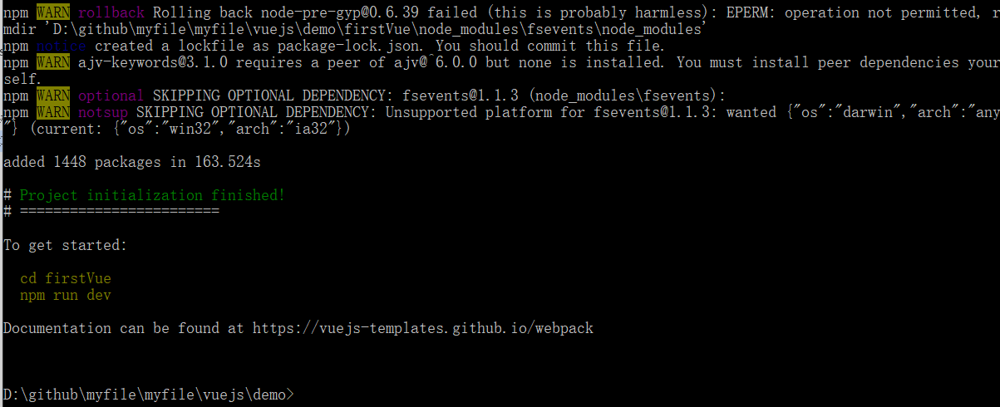 npm WARN rollback Rolling back node-pre-gyp@0.6.39 failed (this is probably harmless): EPERM: operation not permitted, r
mdir 'D:\github\myfile\myfile\vuejs\demo\firstVue\node_modules\fsevents\node_modules'
npm notice created a lockfile as package-lock.json. You should commit this file.
npm WARN ajv-keywords@3.1.0 requires a peer of ajv@^6.0.0 but none is installed. You must install peer dependencies your
self.
npm WARN optional SKIPPING OPTIONAL DEPENDENCY: fsevents@1.1.3 (node_modules\fsevents):
npm WARN notsup SKIPPING OPTIONAL DEPENDENCY: Unsupported platform for fsevents@1.1.3: wanted {"os":"darwin","arch":"any
"} (current: {"os":"win32","arch":"ia32"})
added 1448 packages in 163.524s
# Project initialization finished!
# ========================
To get started:
cd firstVue
npm run dev
Documentation can be found at https://vuejs-templates.github.io/webpack
D:\github\myfile\myfile\vuejs\demo>